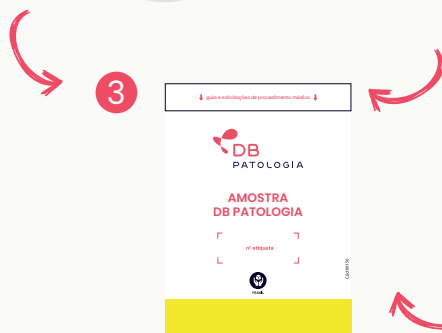 3
guia e solicitações de procedimento médico
DB
PATOLOGIA
AMOSTRA
DB PATOLOGIA
nº etiqueta